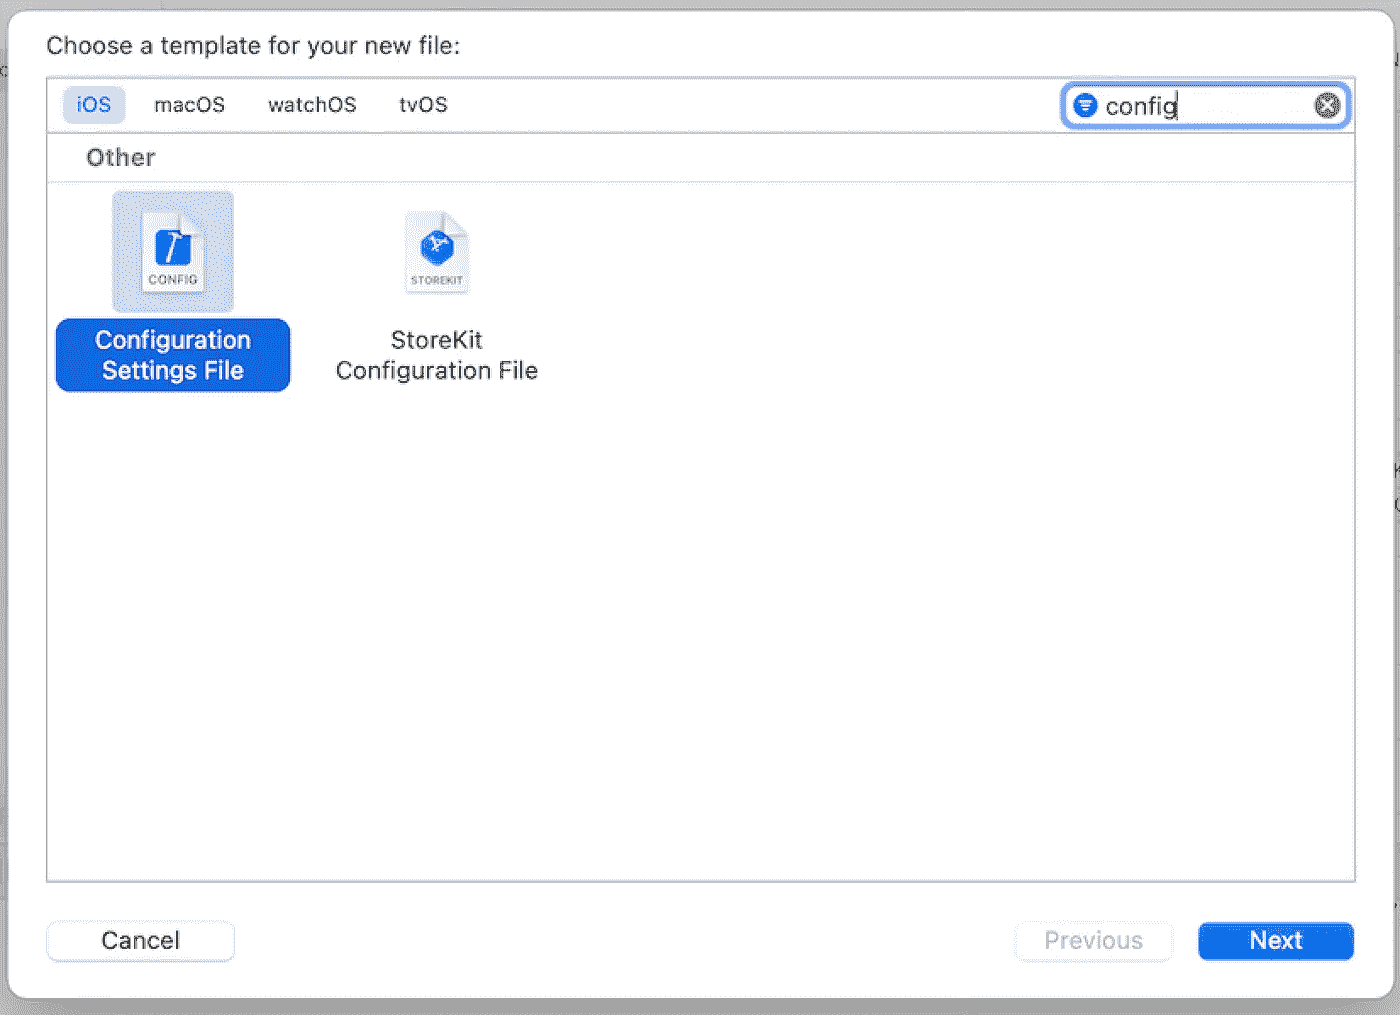 Choose a template for your new file:
iOS macOS watchOS tvOS config
Other
CONFIG STOREKIT
Configuration
Settings File
StoreKit
Configuration File
Cancel Previous Next